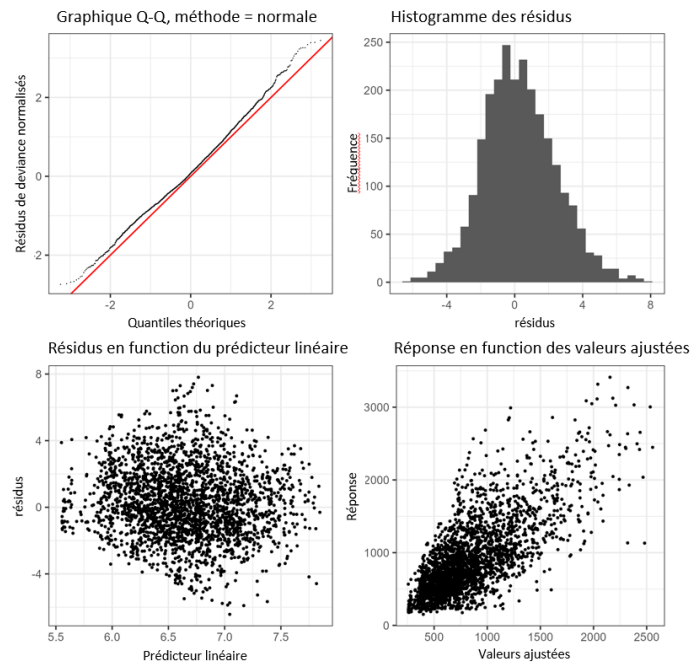 Graphique Q-Q, méthode = normale
Résidus de deviance normalisés
2
0
-2
-2
0
2
Quantiles théoriques
Histogramme des résidus
Fréquence
250
200
150
100
50
0
-4
0
4
8
résidus
Résidus en function du prédicteur linéaire
résidus
8
4
0
-4
5.5
6.0
6.5
7.0
7.5
Prédicteur linéaire
Réponse en function des valeurs ajustées
Réponse
3000
2000
1000
0
500
1000
1500
2000
2500
Valeurs ajustées